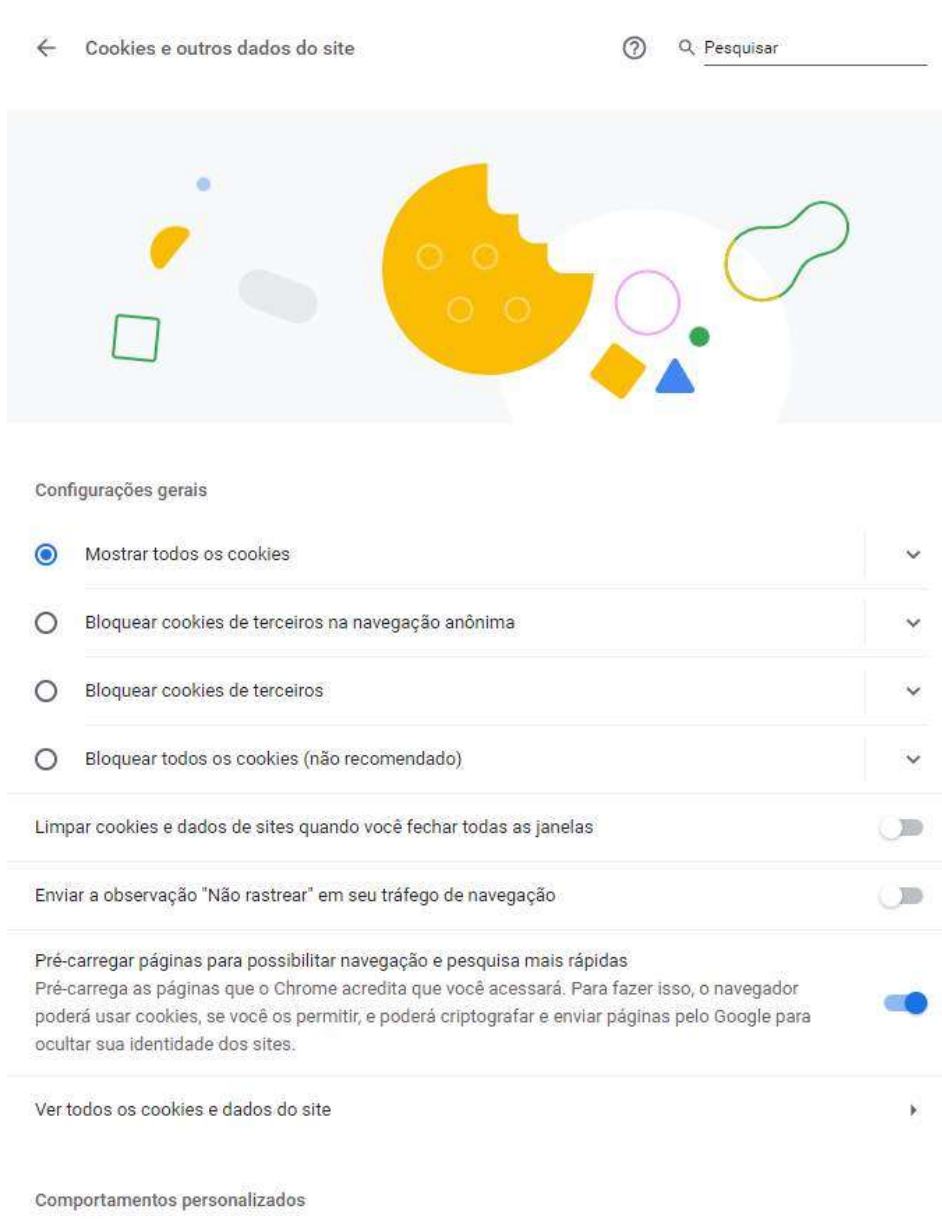 Cookies e outros dados do site
Pesquisar
Configurações gerais
Mostrar todos os cookies
Bloquear cookies de terceiros na navegação anônima
Bloquear cookies de terceiros
Bloquear todos os cookies (não recomendado)
Limpar cookies e dados de sites quando você fechar todas as janelas
Enviar a observação "Não rastrear" em seu tráfego de navegação
Pré-carregar páginas para possibilitar navegação e pesquisa mais rápidas
Pré-carrega as páginas que o Chrome acredita que você acessará. Para fazer isso, o navegador
poderá usar cookies, se você os permitir, e poderá criptografar e enviar páginas pelo Google para
ocultar sua identidade dos sites.
Ver todos os cookies e dados do site
Comportamentos personalizados